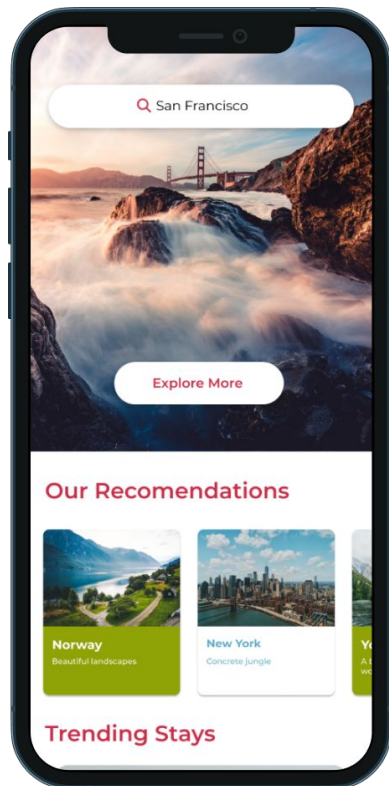 San Francisco
Explore More
Our Recomendations
Norway
Beautiful landscapes
New York
Concrete jungle
Trending Stays